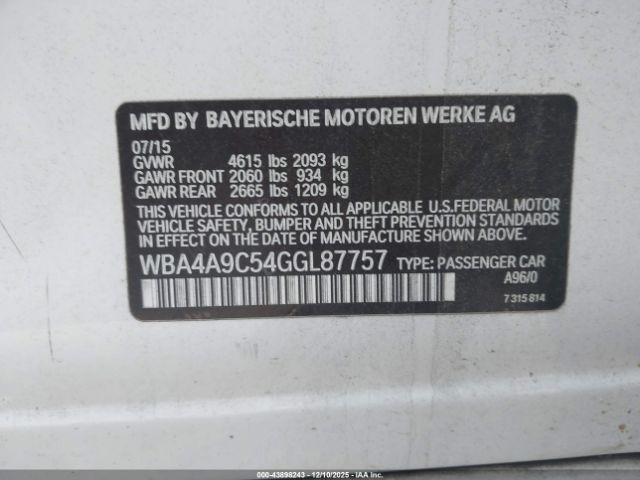 MFD BY BAYERISCHE MOTOREN WERKE AG
07/15
GVWR 4615 lbs 2093 kg
GAWR FRONT 2060 lbs 934 kg
GAWR REAR 2665 lbs 1209 kg
THIS VEHICLE CONFORMS TO ALL APPLICABLE U.S.FEDERAL MOTOR
VEHICLE SAFETY, BUMPER, AND THEFT PREVENTION STANDARDS
IN EFFECT ON THE DATE OF MANUFACTURE SHOWN ABOVE.
WBA4A9C54GGL87757 TYPE: PASSENGER CAR
A96/0
7 315 814
000-43898243 - 12/10/2025 - IAA Inc.